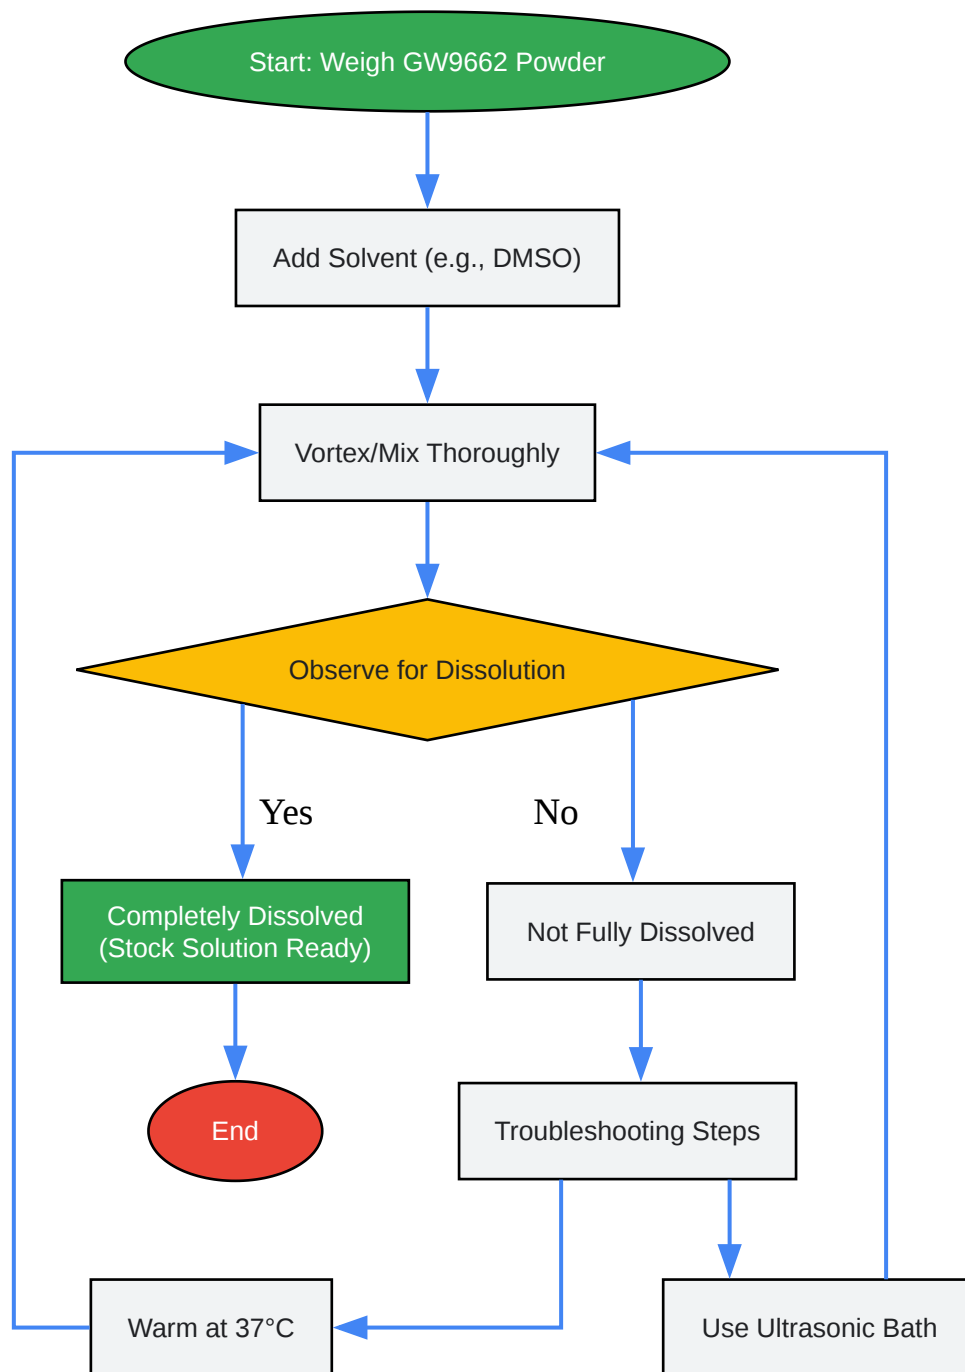 Start: Weigh GW9662 Powder
Add Solvent (e.g., DMSO)
Vortex/Mix Thoroughly
Observe for Dissolution
Yes
No
Completely Dissolved
(Stock Solution Ready)
Not Fully Dissolved
End
Troubleshooting Steps
Warm at 37°C
Use Ultrasonic Bath